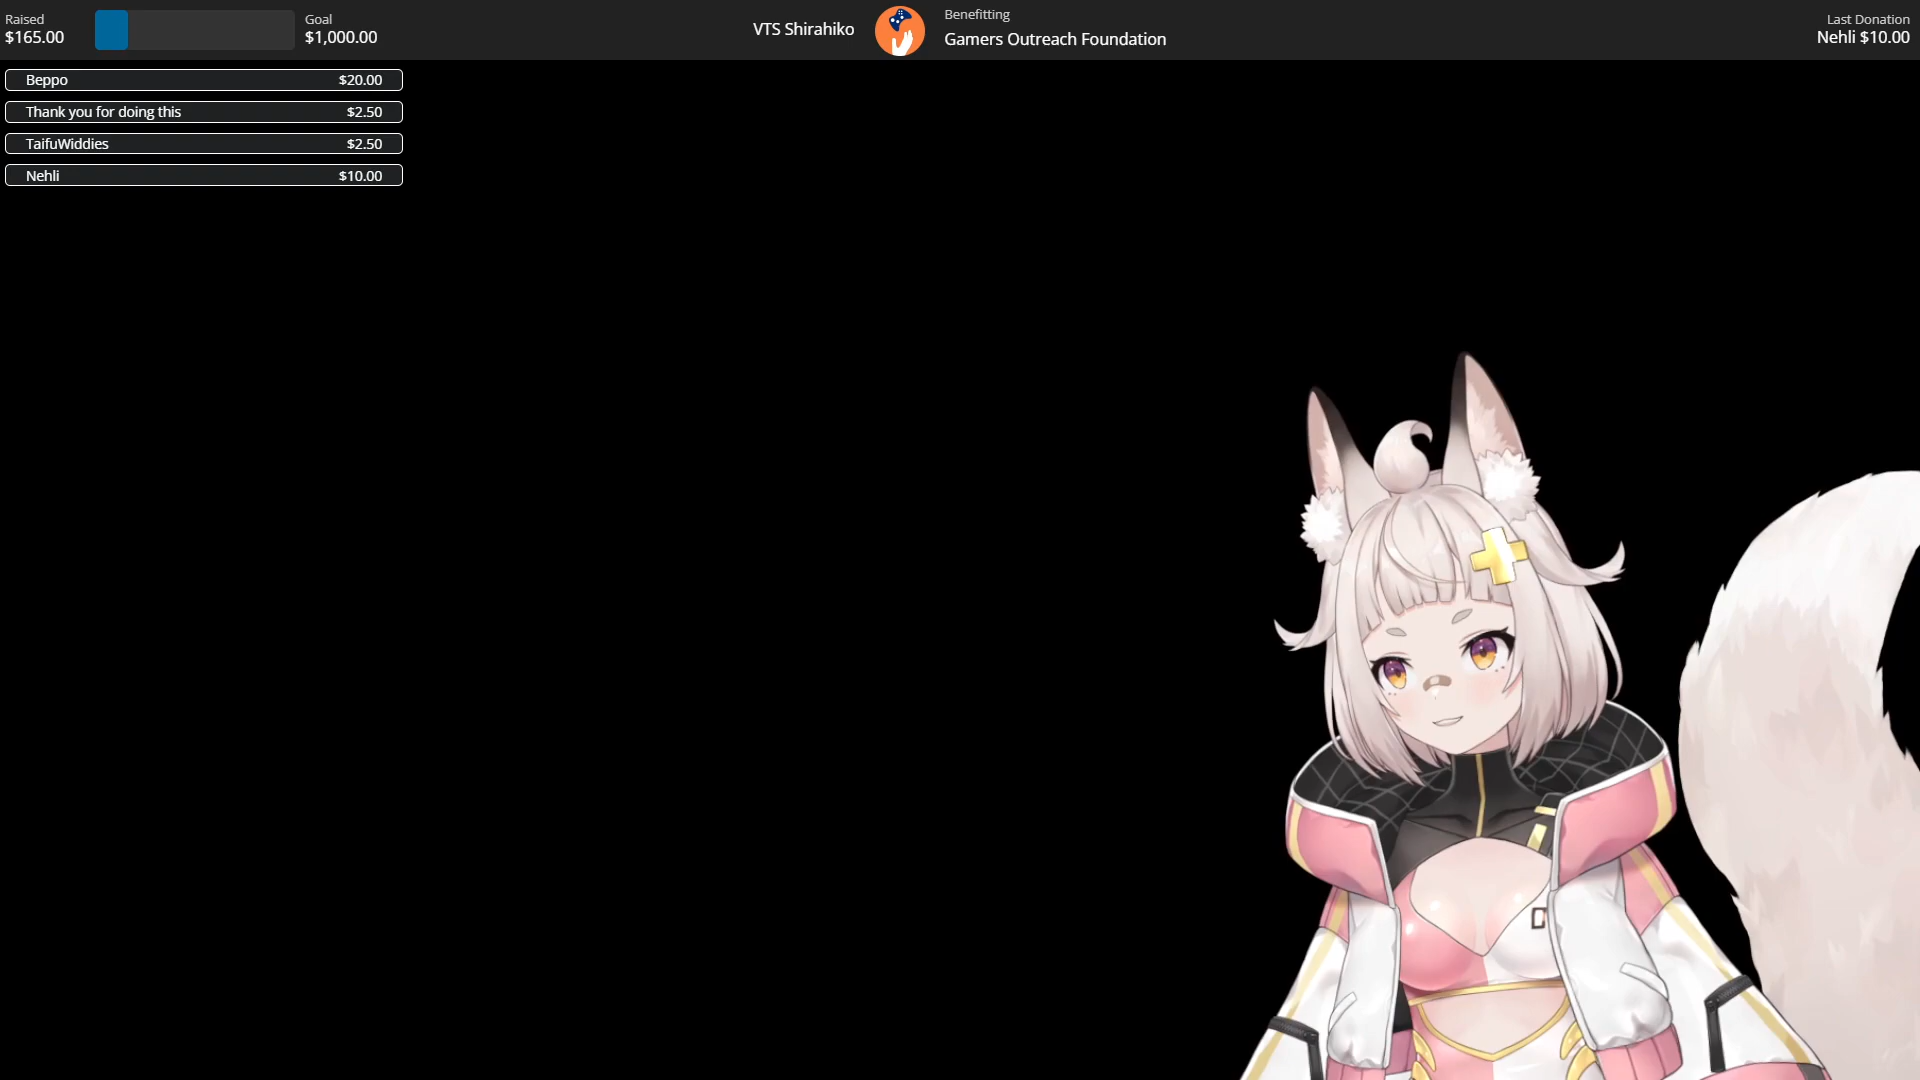 Raised
$165.00
Goal
$1,000.00
VTS Shirahiko
Benefitting
Gamers Outreach Foundation
Last Donation
Nehli $10.00
Beppo $20.00
Thank you for doing this $2.50
TaifuWiddies $2.50
Nehli $10.00